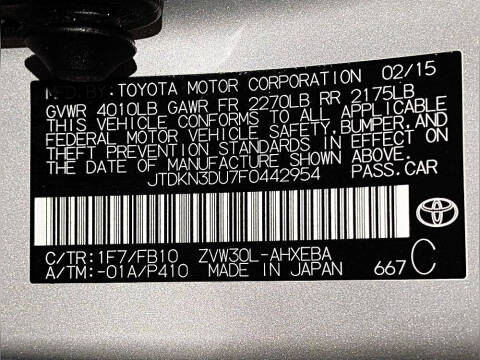 MFD.BY:TOYOTA MOTOR CORPORATION 02/15
GVWR 4010LB GAWR FR 2270LB RR 2175LB
THIS VEHICLE CONFORMS TO ALL APPLICABLE
FEDERAL MOTOR VEHICLE SAFETY,BUMPER,AND
THEFT PREVENTION STANDARDS IN EFFECT ON
THE DATE OF MANUFACTURE SHOWN ABOVE.
JTDKN3DU7F0442954 PASS.CAR
C/TR:1F7/FB10 ZVW30L-AHXEBA
A/TM:-01A/P410 MADE IN JAPAN 667 C